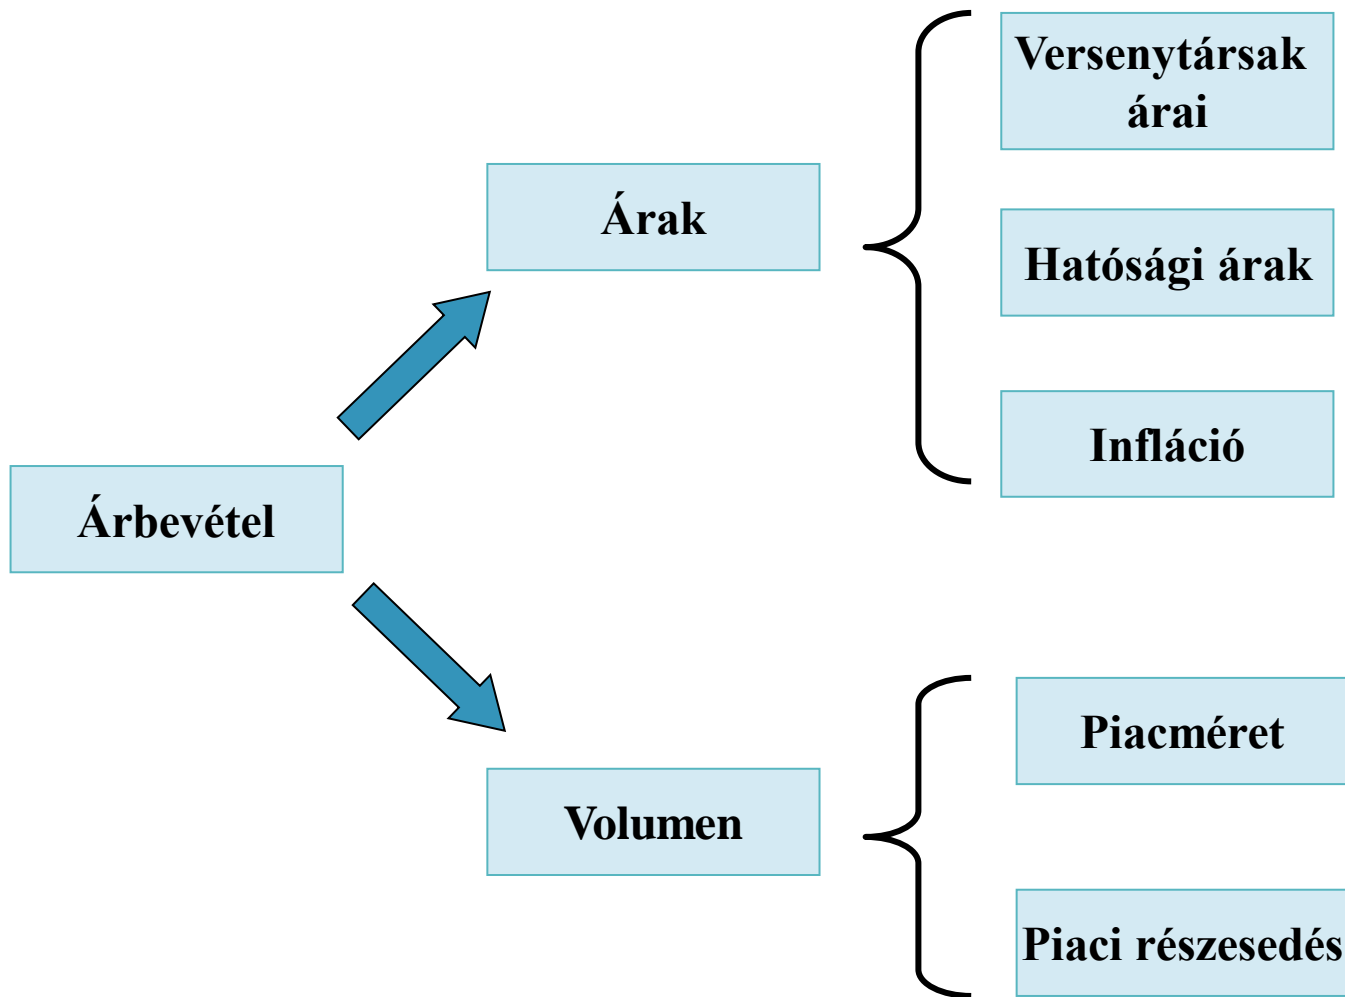 Versenytársak
árai
Árak
Hatósági árak
Infláció
Árbevétel
Piacméret
Volumen
Piaci részesedés